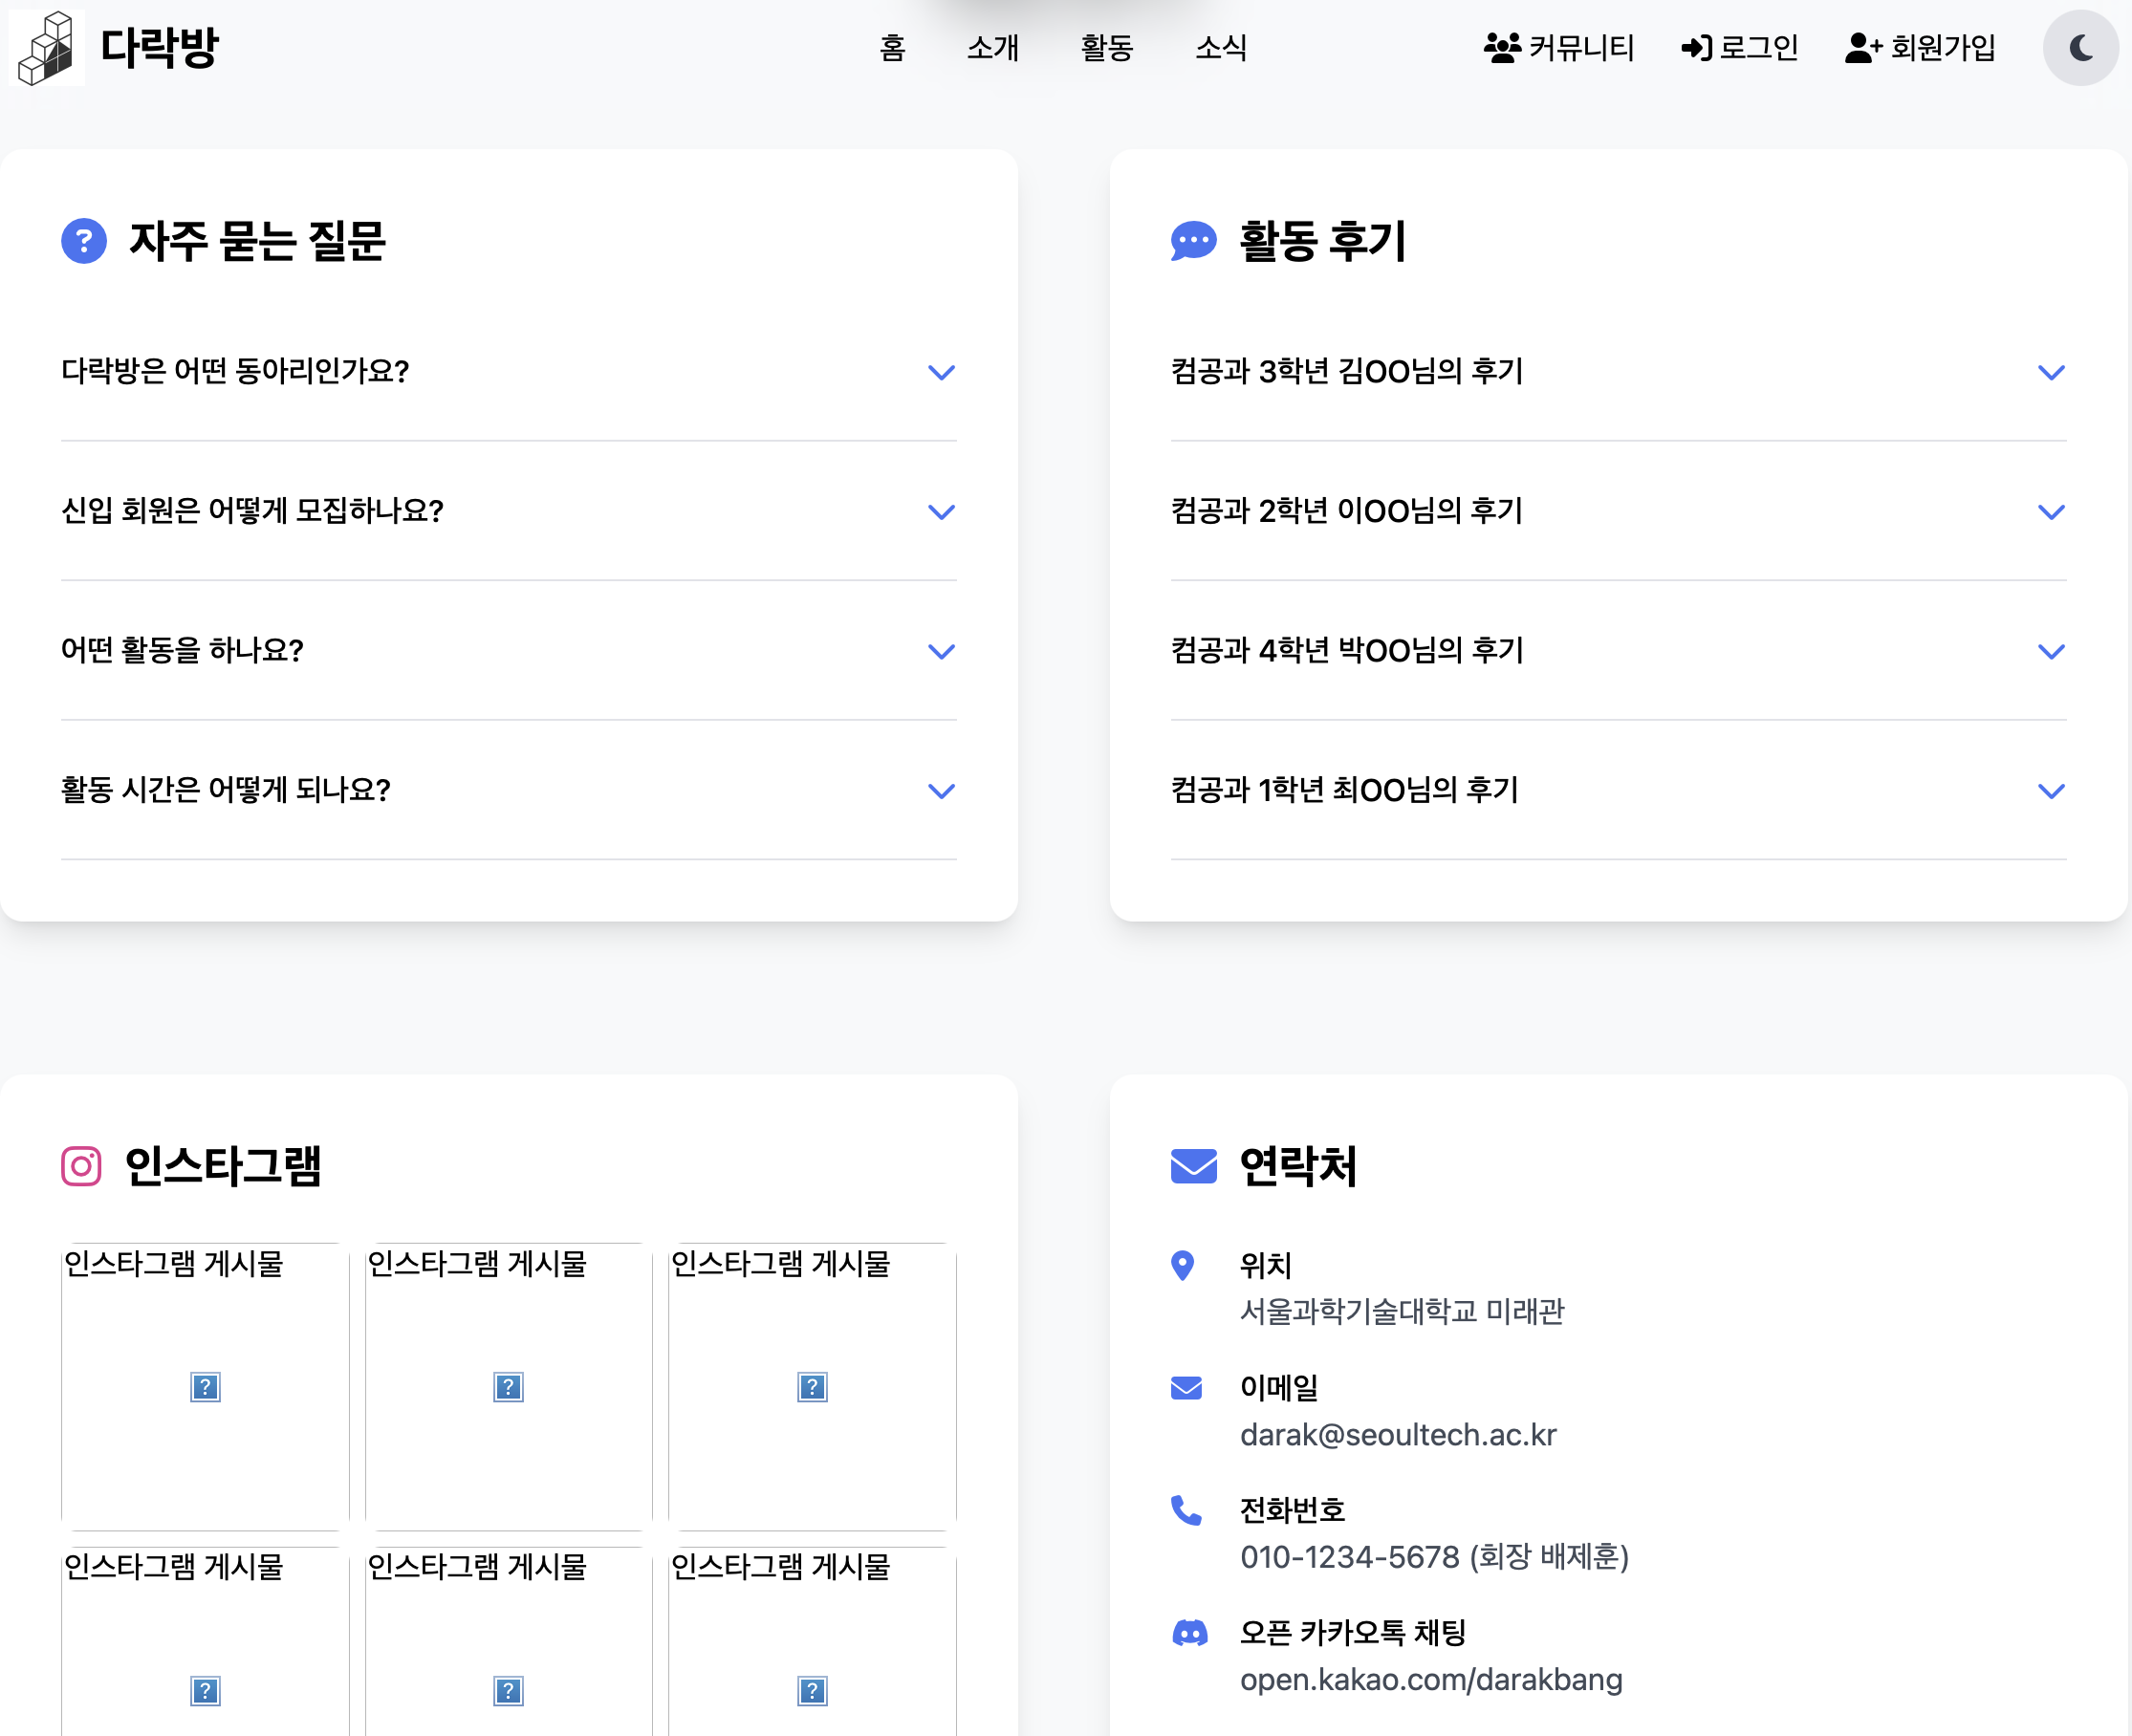 다락방
홈 소개 활동 소식
커뮤니티 로그인 회원가입
자주 묻는 질문
다락방은 어떤 동아리인가요?
신입 회원은 어떻게 모집하나요?
어떤 활동을 하나요?
활동 시간은 어떻게 되나요?
활동 후기
컴공과 3학년 김OO님의 후기
컴공과 2학년 이OO님의 후기
컴공과 4학년 박OO님의 후기
컴공과 1학년 최OO님의 후기
인스타그램
인스타그램 게시물 인스타그램 게시물 인스타그램 게시물
인스타그램 게시물 인스타그램 게시물 인스타그램 게시물
연락처
위치
서울과학기술대학교 미래관
이메일
darak@seoultech.ac.kr
전화번호
010-1234-5678 (회장 배제훈)
오픈 카카오톡 채팅
open.kakao.com/darakbang